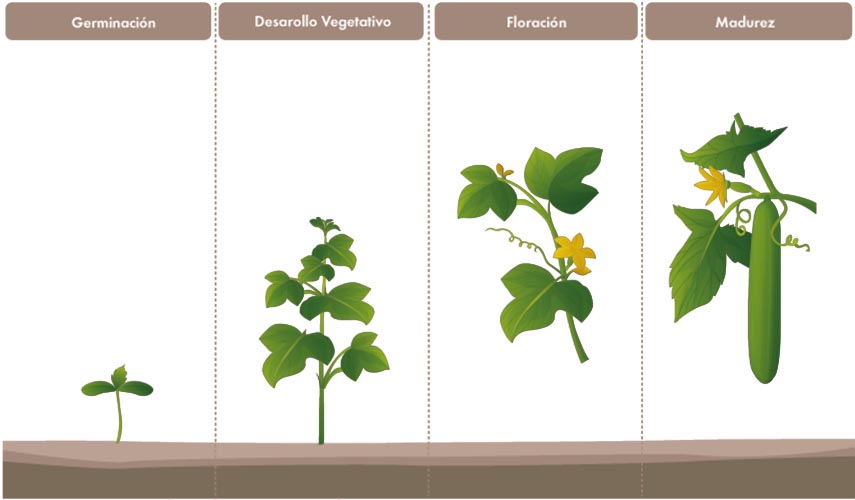 Germinación
Desarollo Vegetativo
Floración
Madurez